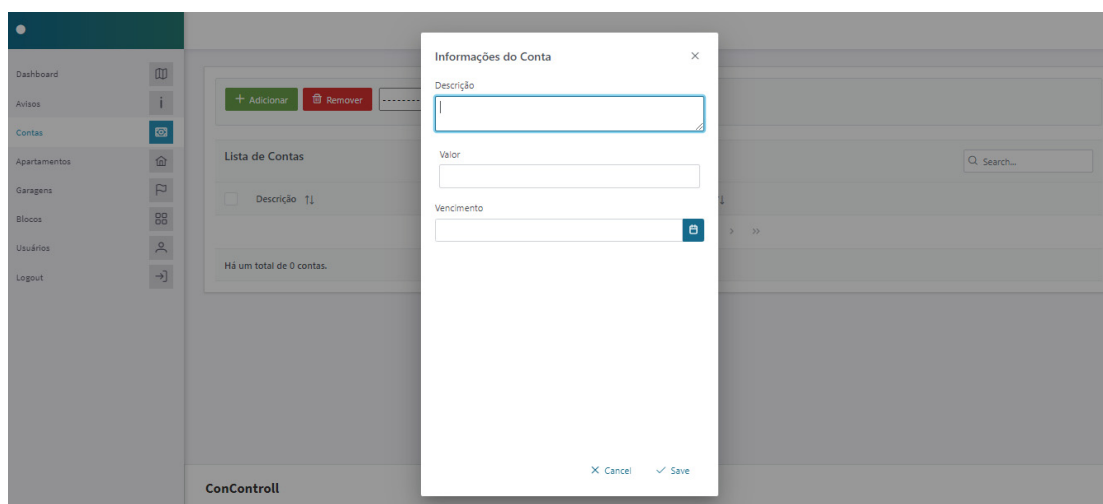 Informações do Conta
Dashboard
Avisos
Contas
Apartamentos
Garagens
Blocos
Usuários
Logout
+ Adicionar
Remover
---------
Descrição
Valor
Vencimento
Lista de Contas
Search...
Descrição
Há um total de 0 contas.
Cancel
Save
ConControll